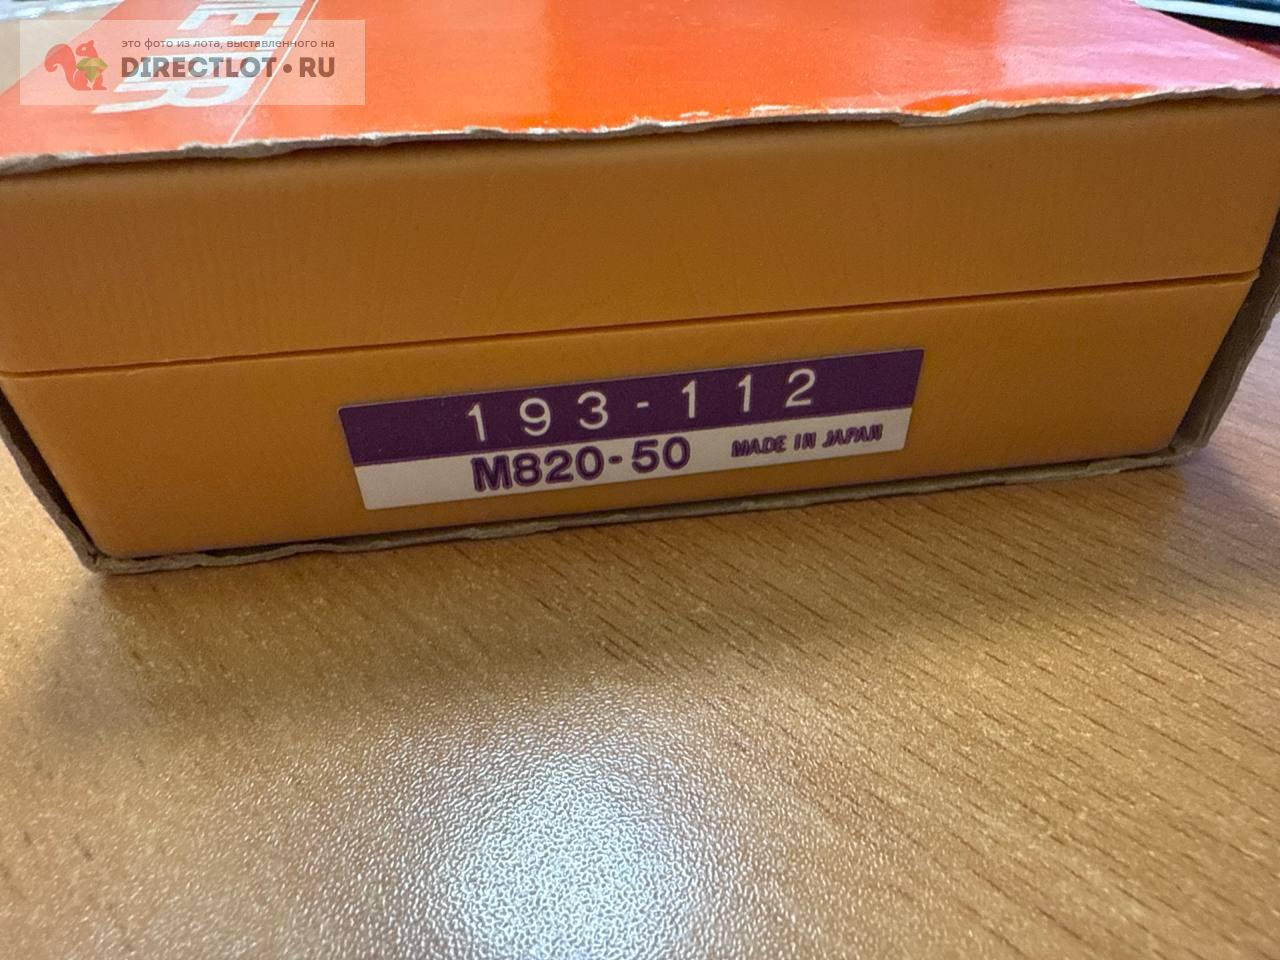 это фото из лота, выставленного на
DIRECTLOT•RU
193-112
M820-50 MADE IN JAPAN